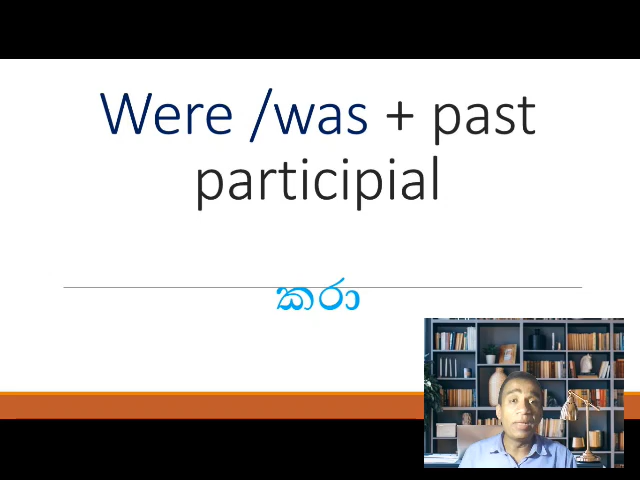 Were /was + past
participial
කරා